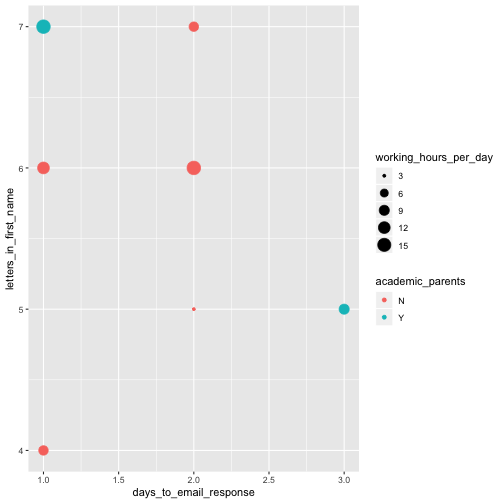 7
6
5
4
letters_in_first_name
1.0 1.5 2.0 2.5 3.0
days_to_email_response
working_hours_per_day
3
6
9
12
15
academic_parents
N
Y